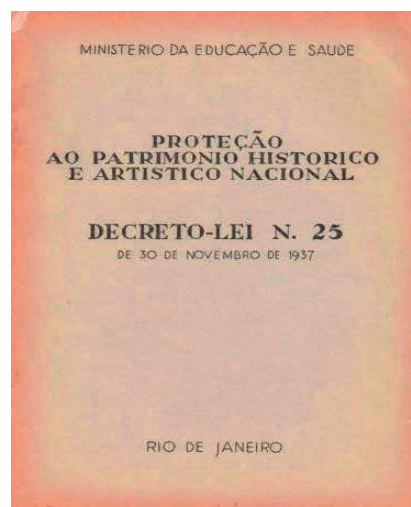 MINISTERIO DA EDUCAÇÃO E SAUDE
PROTEÇÃO
AO PATRIMONIO HISTORICO
E ARTISTICO NACIONAL
DECRETO-LEI N. 25
DE 30 DE NOVEMBRO DE 1937
RIO DE JANEIRO